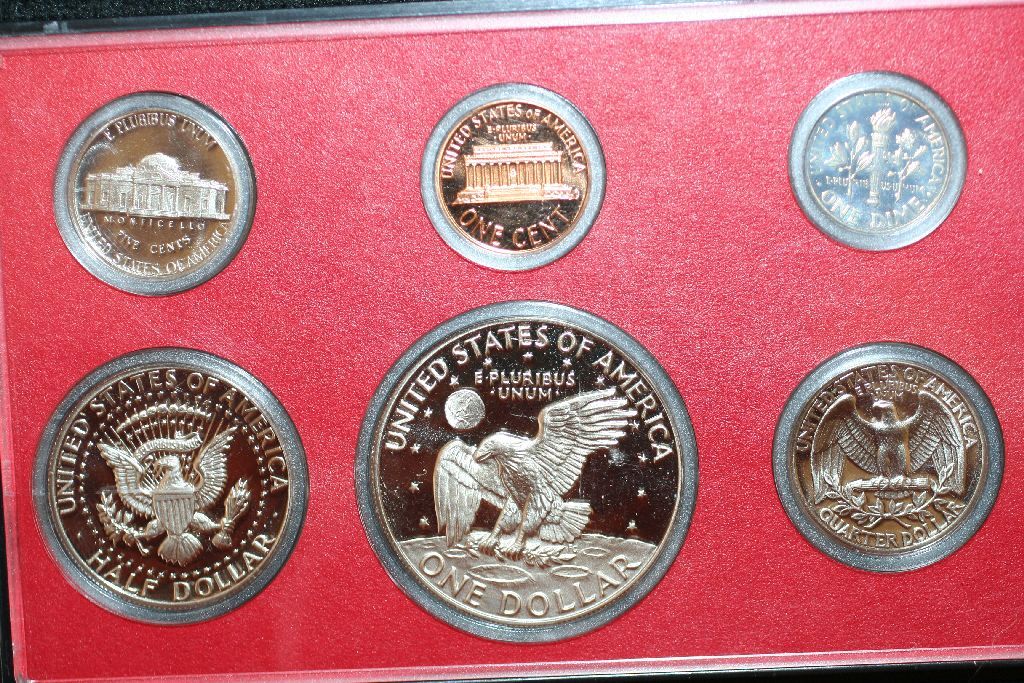 E PLURIBUS UNUM
MONTICELLO
FIVE CENTS
UNITED STATES OF AMERICA
UNITED STATES OF AMERICA
E·PLURIBUS
UNUM
ONE CENT
UNITED STATES OF AMERICA
E·PLURIBUS UNUM
ONE DIME
UNITED STATES OF AMERICA
HALF DOLLAR
UNITED STATES OF AMERICA
E·PLURIBUS
UNUM
ONE DOLLAR
UNITED STATES OF AMERICA
E PLURIBUS
UNUM
QUARTER DOLLAR